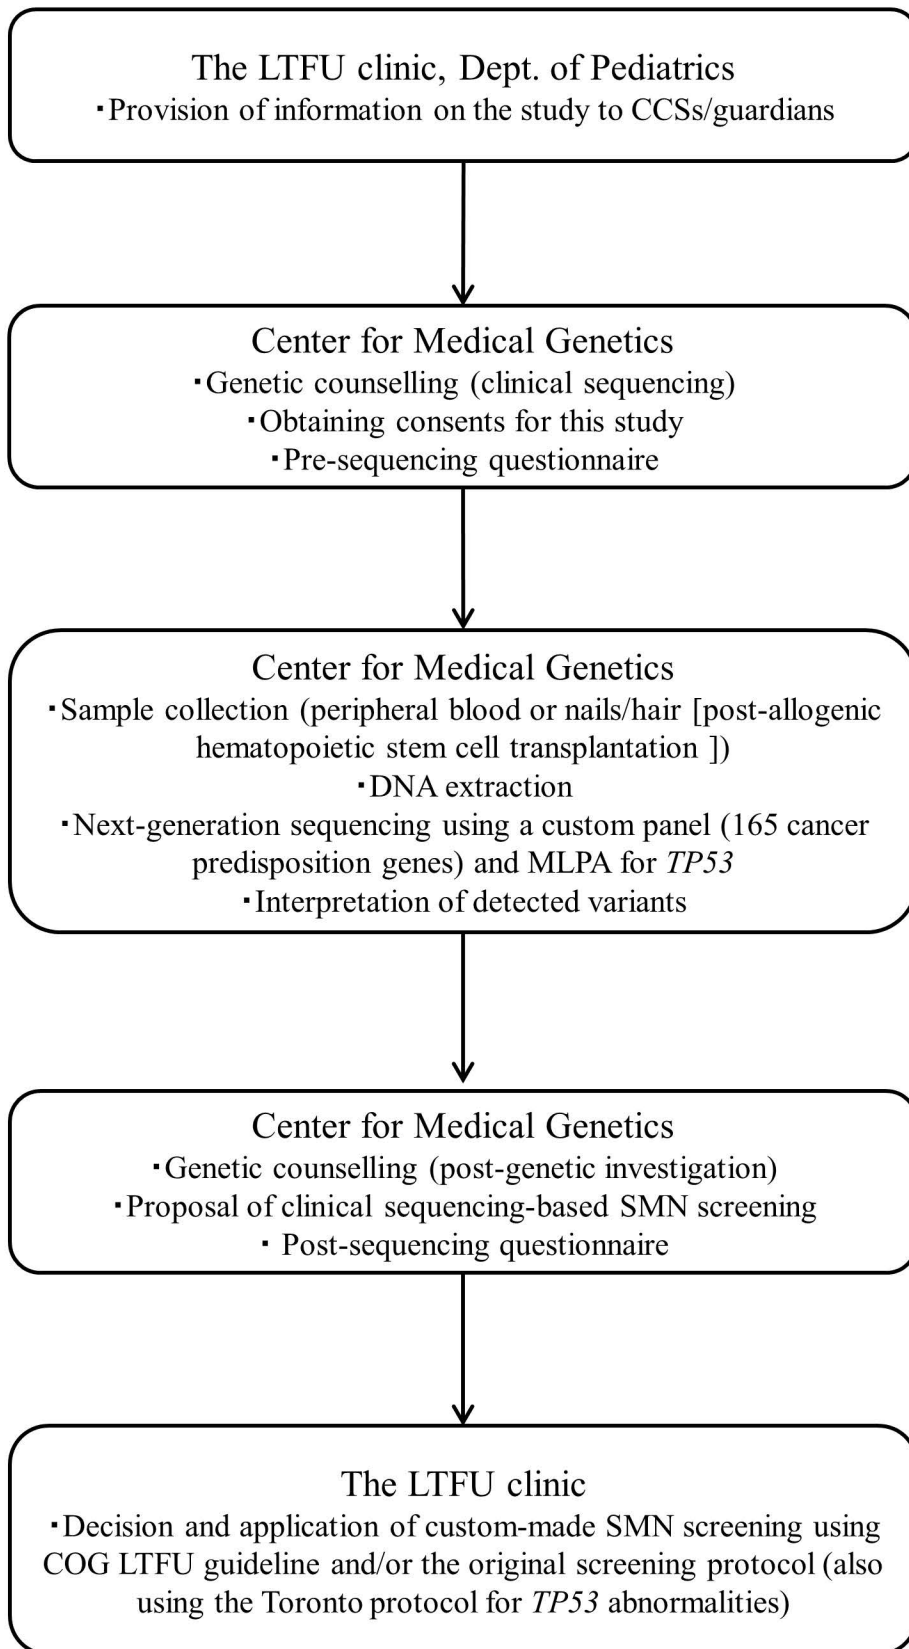 The LTFU clinic, Dept. of Pediatrics
・Provision of information on the study to CCSs/guardians
Center for Medical Genetics
・Genetic counselling (clinical sequencing)
・Obtaining consents for this study
・Pre-sequencing questionnaire
Center for Medical Genetics
・Sample collection (peripheral blood or nails/hair [post-allogenic
hematopoietic stem cell transplantation ])
・DNA extraction
・Next-generation sequencing using a custom panel (165 cancer
predisposition genes) and MLPA for TP53
・Interpretation of detected variants
Center for Medical Genetics
・Genetic counselling (post-genetic investigation)
・Proposal of clinical sequencing-based SMN screening
・ Post-sequencing questionnaire
The LTFU clinic
・Decision and application of custom-made SMN screening using
COG LTFU guideline and/or the original screening protocol (also
using the Toronto protocol for TP53 abnormalities)